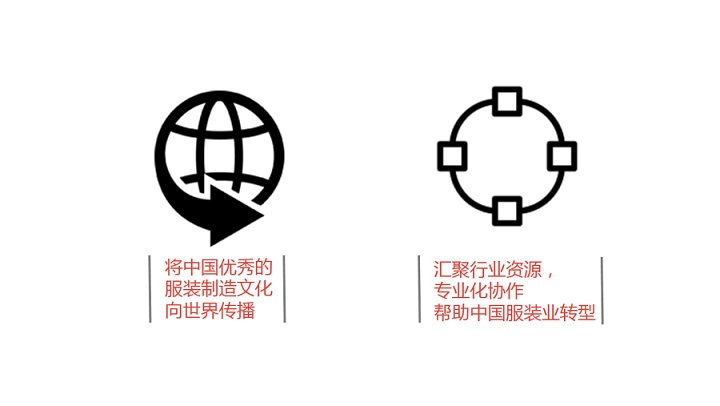 将中国优秀的
服装制造文化
向世界传播
汇聚行业资源，
专业化协作
帮助中国服装业转型